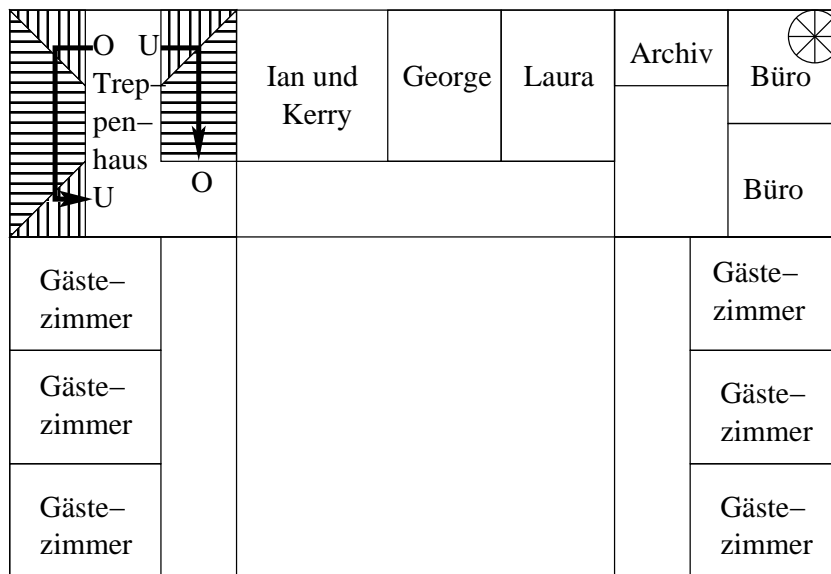 O U
Trep–
pen–
haus
U
O
Ian und
Kerry
George
Laura
Archiv
Büro
Büro
Gäste–
zimmer
Gäste–
zimmer
Gäste–
zimmer
Gäste–
zimmer
Gäste–
zimmer
Gäste–
zimmer